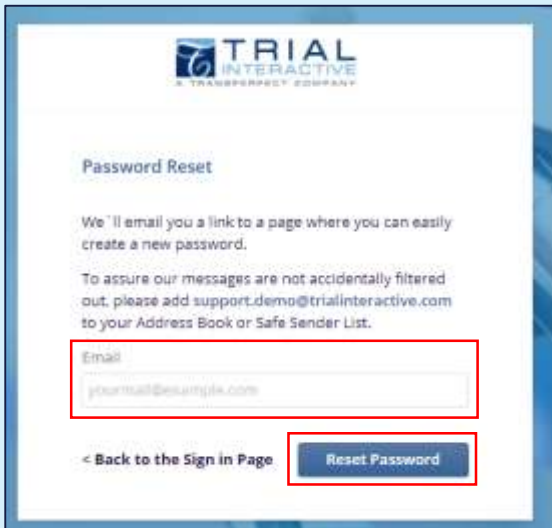 TRIAL
INTERACTIVE
A TRANSPERFECT COMPANY
Password Reset
We`ll email you a link to a page where you can easily
create a new password.
To assure our messages are not accidentally filtered
out, please add support.demo@trialinteractive.com
to your Address Book or Safe Sender List.
Email
yourmail@example.com
< Back to the Sign in Page
Reset Password